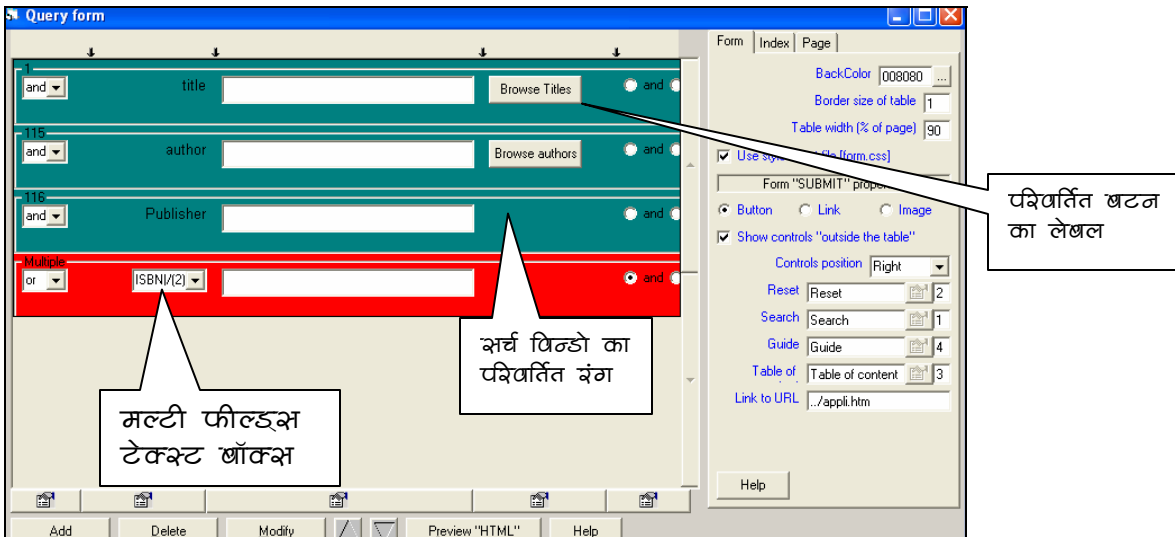 Query form
1
and title Browse Titles and
115
and author Browse authors and
116
and Publisher and
Multiple
or ISBN|/(2) and
Form Index Page
BackColor 008080 ...
Border size of table 1
Table width (% of page) 90
Form "SUBMIT"
Button Link Image
Show controls "outside the table"
Controls position Right
Reset Reset 2
Search Search 1
Guide Guide 4
Table of Table of content 3
Link to URL ../appli.htm
Help
Add Delete Modify Preview "HTML" Help
परिवर्तित बटन
का लेबल
सर्च विन्डो का
परिवर्तित रंग
मल्टी फील्ड्स
टेक्स्ट बॉक्स